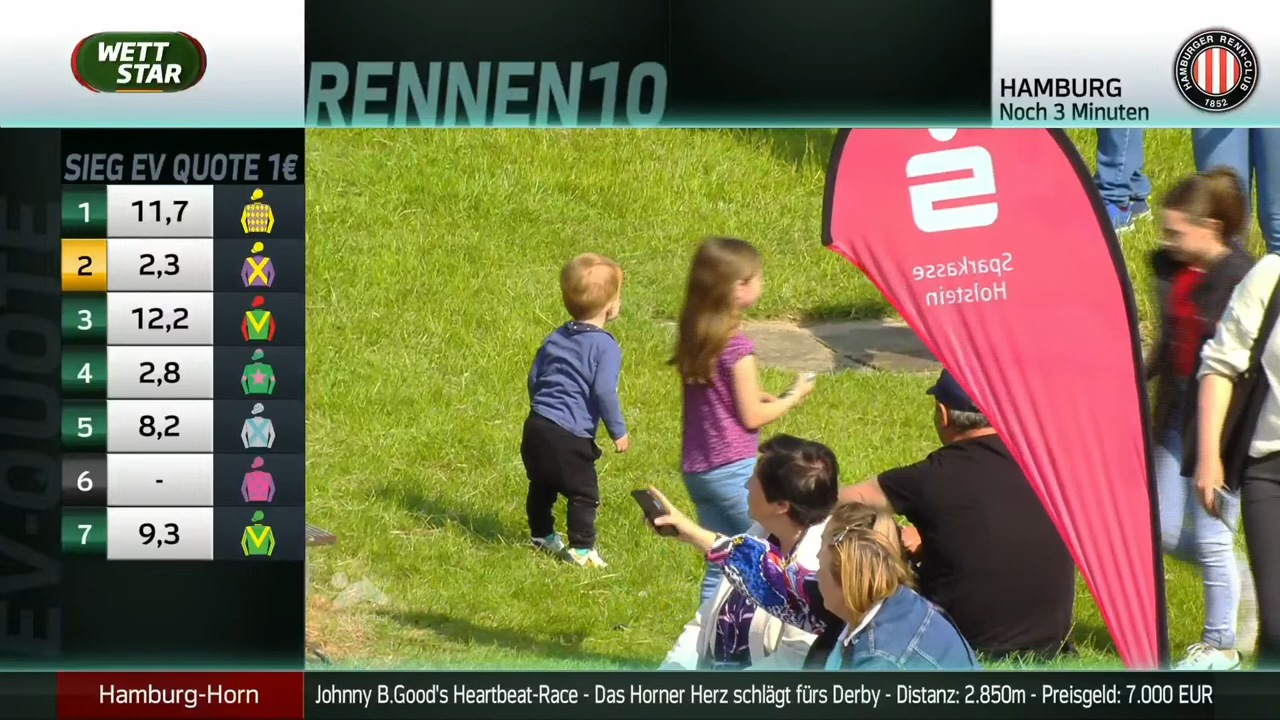 WETT
STAR
RENNEN10
HAMBURG
Noch 3 Minuten
HAMBURGER RENN-CLUB
1852
SIEG EV QUOTE 1€
1 11,7
2 2,3
3 12,2
4 2,8
5 8,2
6 -
7 9,3
EV-QUOTE
Sparkasse
Holstein
Hamburg-Horn
Johnny B.Good's Heartbeat-Race - Das Horner Herz schlägt fürs Derby - Distanz: 2.850m - Preisgeld: 7.000 EUR